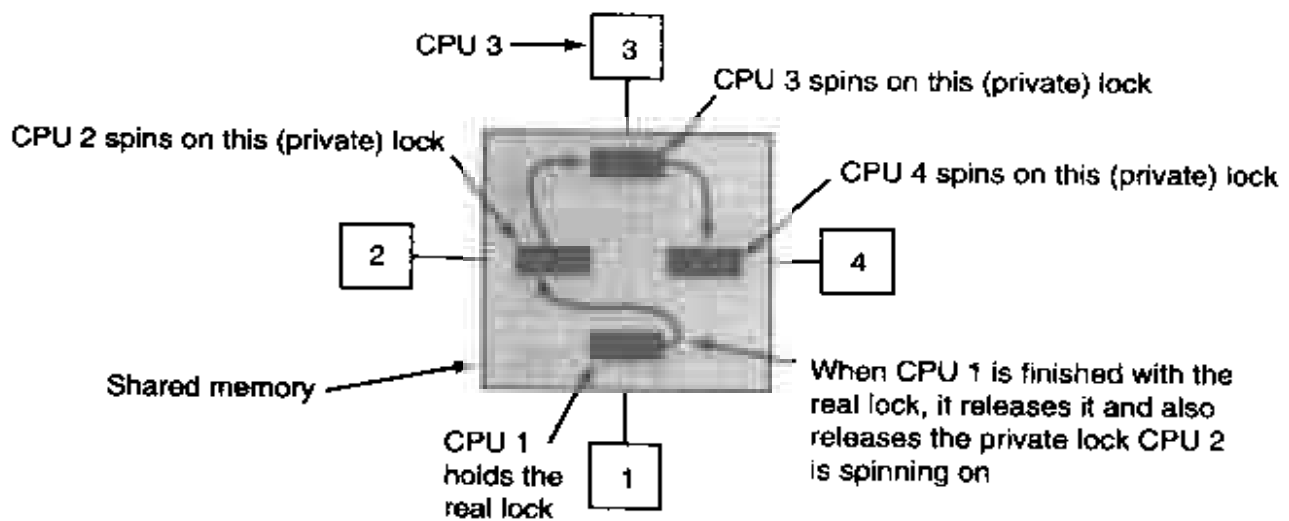 CPU 3
3
CPU 3 spins on this (private) lock
CPU 2 spins on this (private) lock
CPU 4 spins on this (private) lock
2
4
Shared memory
When CPU 1 is finished with the
real lock, it releases it and also
releases the private lock CPU 2
is spinning on
CPU 1
holds the
real lock
1